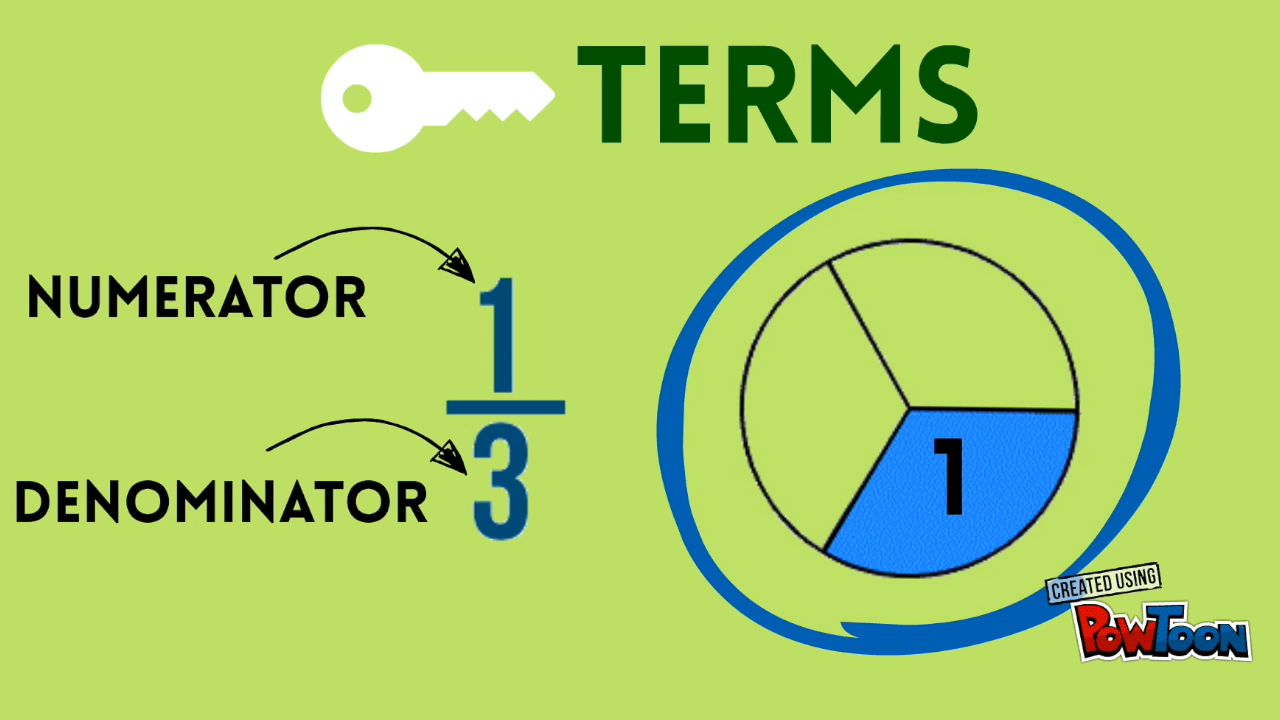 TERMS
NUMERATOR
1
3
DENOMINATOR
1
CREATED USING
POWTOON